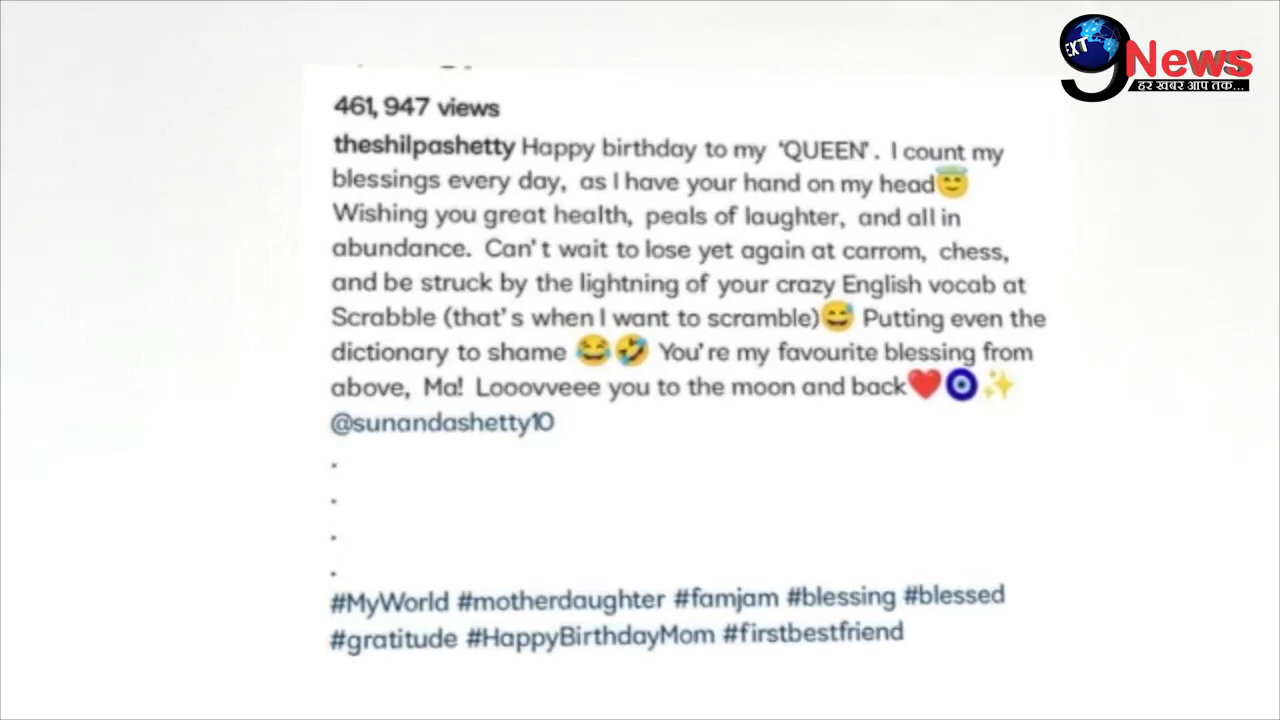 EXT 9 News
हर खबर आप तक...
461,947 views
theshilpashetty Happy birthday to my 'QUEEN'. I count my
blessings every day, as I have your hand on my head😇
Wishing you great health, peals of laughter, and all in
abundance. Can't wait to lose yet again at carrom, chess,
and be struck by the lightning of your crazy English vocab at
Scrabble (that's when I want to scramble)😅 Putting even the
dictionary to shame 😂🤣 You're my favourite blessing from
above, Ma! Looovveee you to the moon and back❤️🧿✨
@sunandashetty10
.
.
.
.
#MyWorld #motherdaughter #famjam #blessing #blessed
#gratitude #HappyBirthdayMom #firstbestfriend